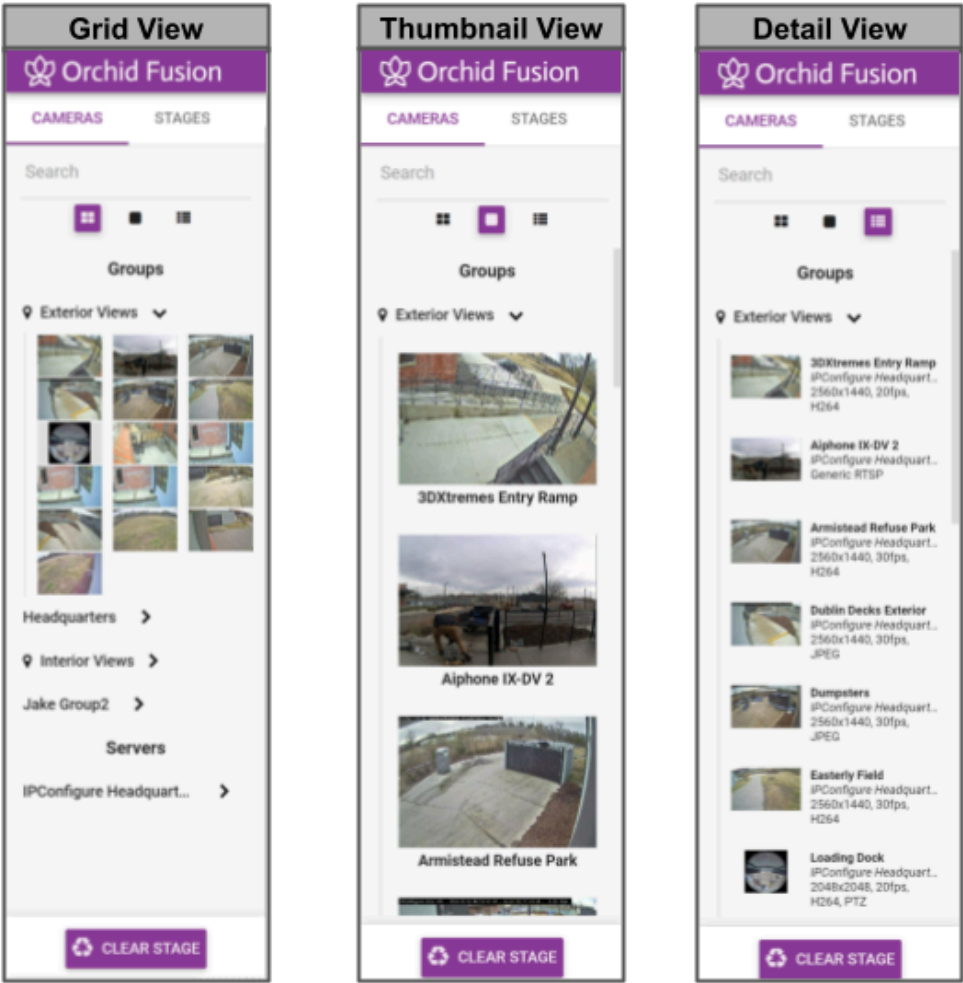 Grid View
Orchid Fusion
CAMERAS STAGES
Search
Groups
Exterior Views
Headquarters
Interior Views
Jake Group2
Servers
IPConfigure Headquart...
CLEAR STAGE
Thumbnail View
Orchid Fusion
CAMERAS STAGES
Search
Groups
Exterior Views
3DXtremes Entry Ramp
Aiphone IX-DV 2
Armistead Refuse Park
CLEAR STAGE
Detail View
Orchid Fusion
CAMERAS STAGES
Search
Groups
Exterior Views
3DXtremes Entry Ramp
IPConfigure Headquart...
2560x1440, 20fps,
H264
Aiphone IX-DV 2
IPConfigure Headquart...
Generic RTSP
Armistead Refuse Park
IPConfigure Headquart...
2560x1440, 30fps,
H264
Dublin Decks Exterior
IPConfigure Headquart...
2560x1440, 30fps,
JPEG
Dumpsters
IPConfigure Headquart...
2560x1440, 30fps,
JPEG
Easterly Field
IPConfigure Headquart...
2560x1440, 30fps,
H264
Loading Dock
IPConfigure Headquart...
2048x2048, 20fps,
H264, PTZ
CLEAR STAGE